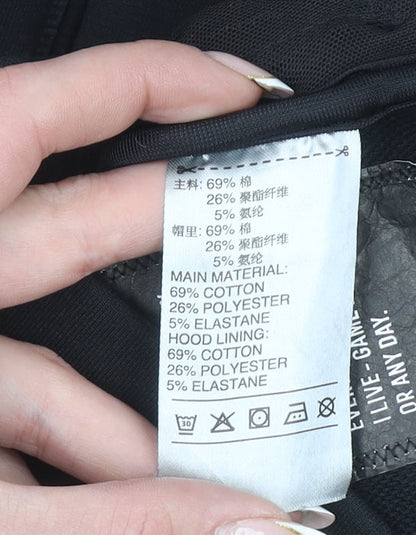 主料: 69% 棉
26% 聚酯纤维
5% 氨纶
帽里: 69% 棉
26% 聚酯纤维
5% 氨纶
MAIN MATERIAL:
69% COTTON
26% POLYESTER
5% ELASTANE
HOOD LINING:
69% COTTON
26% POLYESTER
5% ELASTANE
30
I LIVE - GAME
OR ANY DAY.